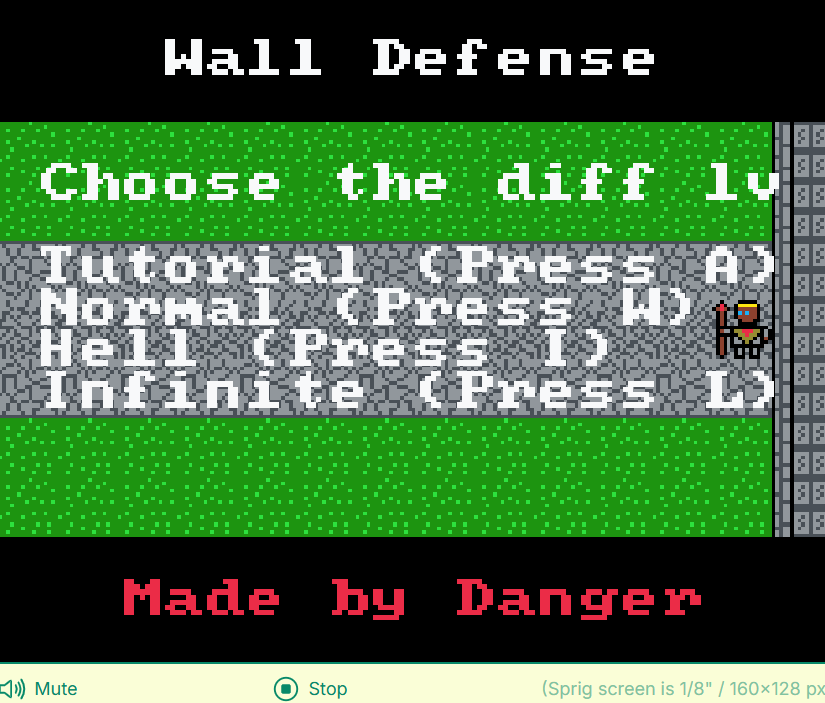 Wall Defense
Choose the diff lv
Tutorial (Press A)
Normal (Press W)
Hell (Press I)
Infinite (Press L)
Made by Danger
Mute
Stop
(Sprig screen is 1/8" / 160×128 px